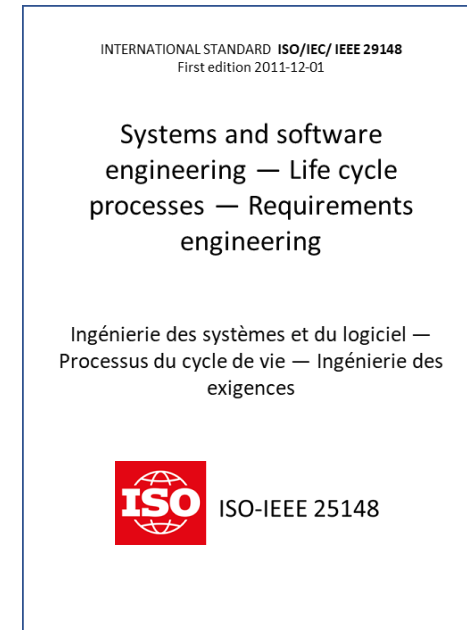 INTERNATIONAL STANDARD ISO/IEC/ IEEE 29148
First edition 2011-12-01
Systems and software
engineering — Life cycle
processes — Requirements
engineering
Ingénierie des systèmes et du logiciel —
Processus du cycle de vie — Ingénierie des
exigences
ISO
ISO-IEEE 25148